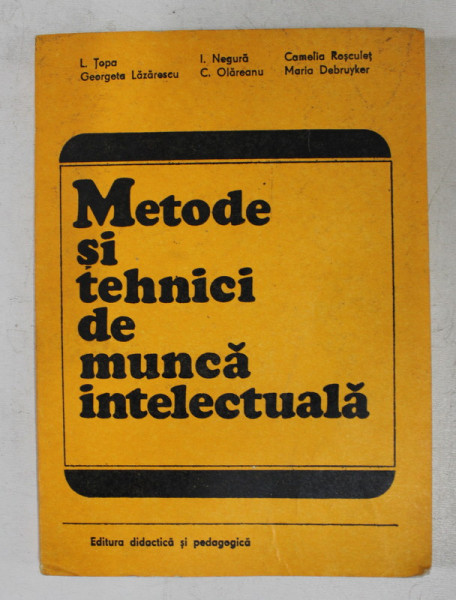 L. Țopa I. Negură Camelia Roșculeț
Georgeta Lăzărescu C. Olăreanu Maria Debruyker
Metode
și
tehnici
de
muncă
intelectuală
Editura didactică și pedagogică